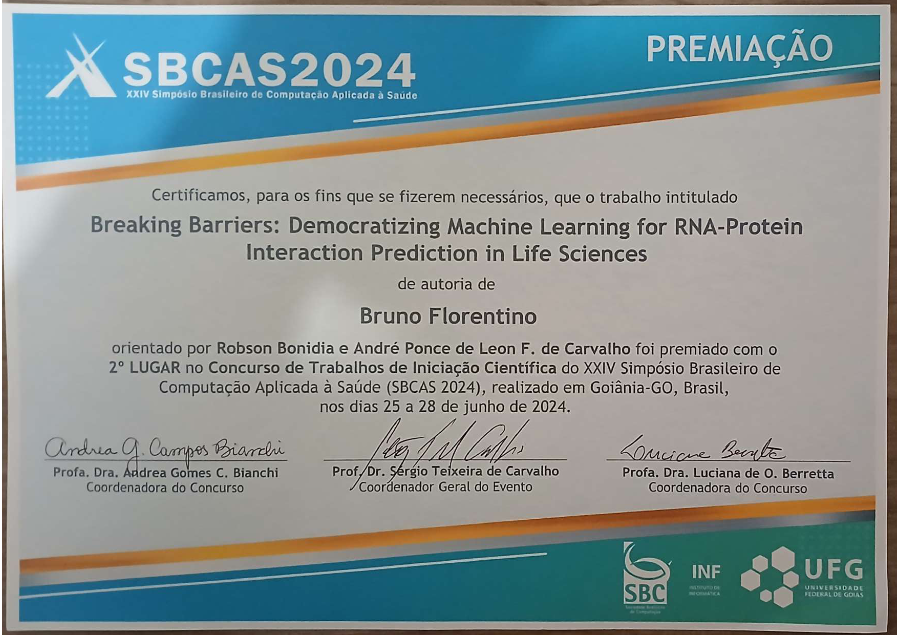 SBCAS2024
XXIV Simpósio Brasileiro de Computação Aplicada à Saúde
PREMIAÇÃO
Certificamos, para os fins que se fizerem necessários, que o trabalho intitulado
Breaking Barriers: Democratizing Machine Learning for RNA-Protein
Interaction Prediction in Life Sciences
de autoria de
Bruno Florentino
orientado por Robson Bonidia e André Ponce de Leon F. de Carvalho foi premiado com o
2º LUGAR no Concurso de Trabalhos de Iniciação Científica do XXIV Simpósio Brasileiro de
Computação Aplicada à Saúde (SBCAS 2024), realizado em Goiânia-GO, Brasil,
nos dias 25 a 28 de junho de 2024.
Andrea G. Campos Bianchi
Profa. Dra. Andrea Gomes C. Bianchi
Coordenadora do Concurso
Prof. Dr. Sérgio Teixeira de Carvalho
Coordenador Geral do Evento
Luciana Berretta
Profa. Dra. Luciana de O. Berretta
Coordenadora do Concurso
SBC
Sociedade Brasileira
de Computação
INF
INSTITUTO DE
INFORMÁTICA
UFG
UNIVERSIDADE
FEDERAL DE GOIÁS